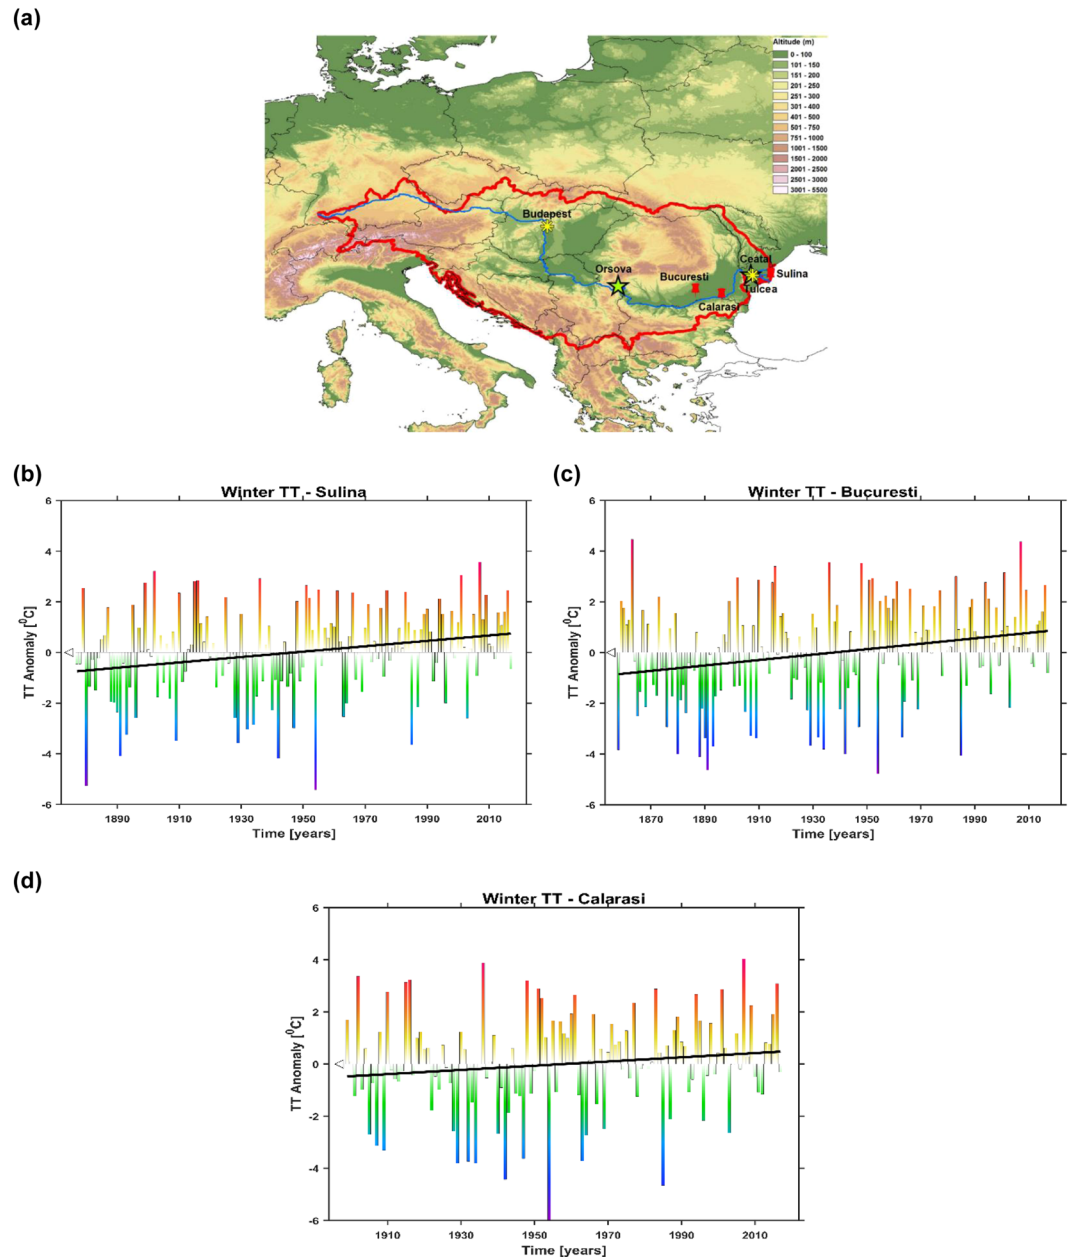 (a)
Altitude (m)
0 - 100
101 - 150
151 - 200
201 - 250
251 - 300
301 - 400
401 - 500
501 - 750
751 - 1000
1001 - 1500
1501 - 2000
2001 - 2500
2501 - 3000
3001 - 5500
Budapest
Ceatal
Orsova
Bucuresti
Sulina
Tulcea
Calarasi
(b)
Winter TT - Sulina
TT Anomaly [⁰C]
6
4
2
0
-2
-4
-6
1890
1910
1930
1950
1970
1990
2010
Time [years]
(c)
Winter TT - Bucuresti
TT Anomaly [⁰C]
6
4
2
0
-2
-4
-6
1870
1890
1910
1930
1950
1970
1990
2010
Time [years]
(d)
Winter TT - Calarasi
TT Anomaly [⁰C]
6
4
2
0
-2
-4
-6
1910
1930
1950
1970
1990
2010
Time [years]